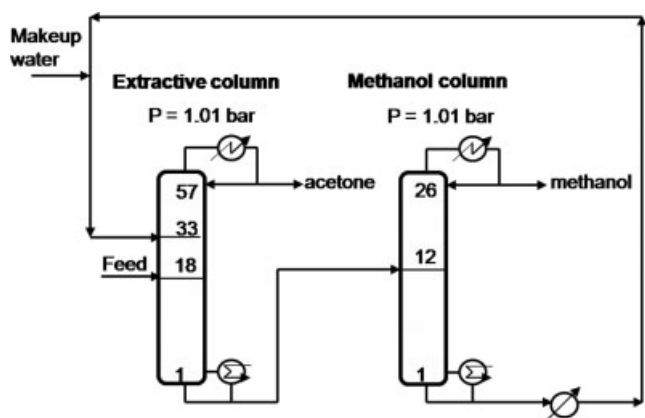 Makeup
water
Extractive column
Methanol column
P = 1.01 bar
P = 1.01 bar
57
acetone
26
methanol
33
Feed
18
12
1
1